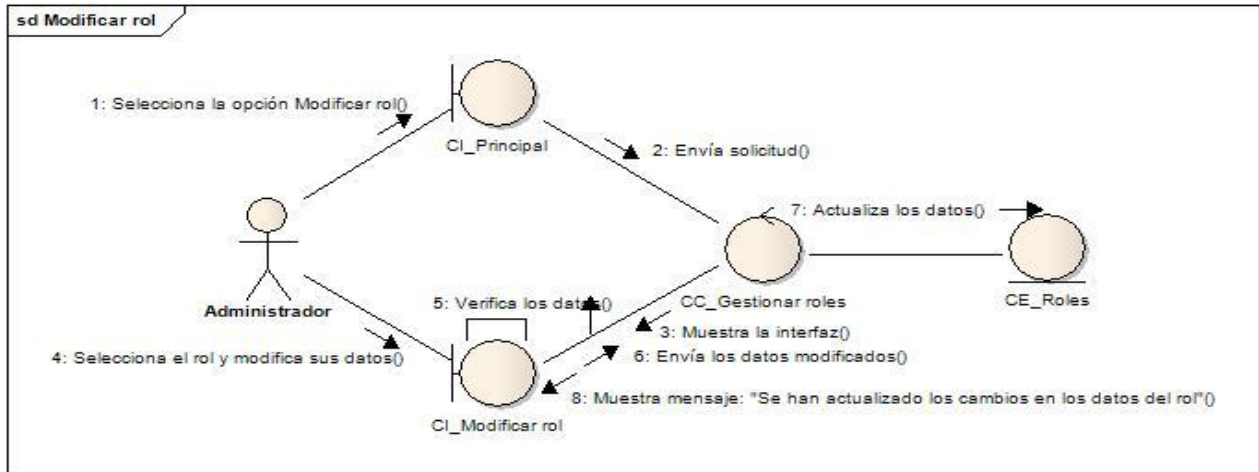 sd Modificar rol
1: Selecciona la opción Modificar rol()
CI_Principal
2: Envía solicitud()
7: Actualiza los datos()
Administrador
5: Verifica los datos()
CC_Gestionar roles
CE_Roles
3: Muestra la interfaz()
4: Selecciona el rol y modifica sus datos()
6: Envía los datos modificados()
8: Muestra mensaje: "Se han actualizado los cambios en los datos del rol"()
CI_Modificar rol